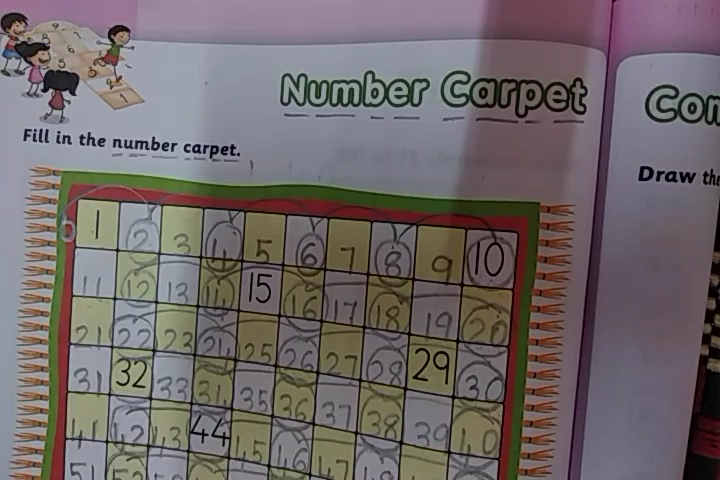 Number Carpet
Con
Fill in the number carpet.
Draw the
0 1 2 3 4 5 6 7 8 9 10
11 12 13 14 15 16 17 18 19 20
21 22 23 24 25 26 27 28 29 30
31 32 33 34 35 36 37 38 39 40
41 42 43 44 45 46 47
51